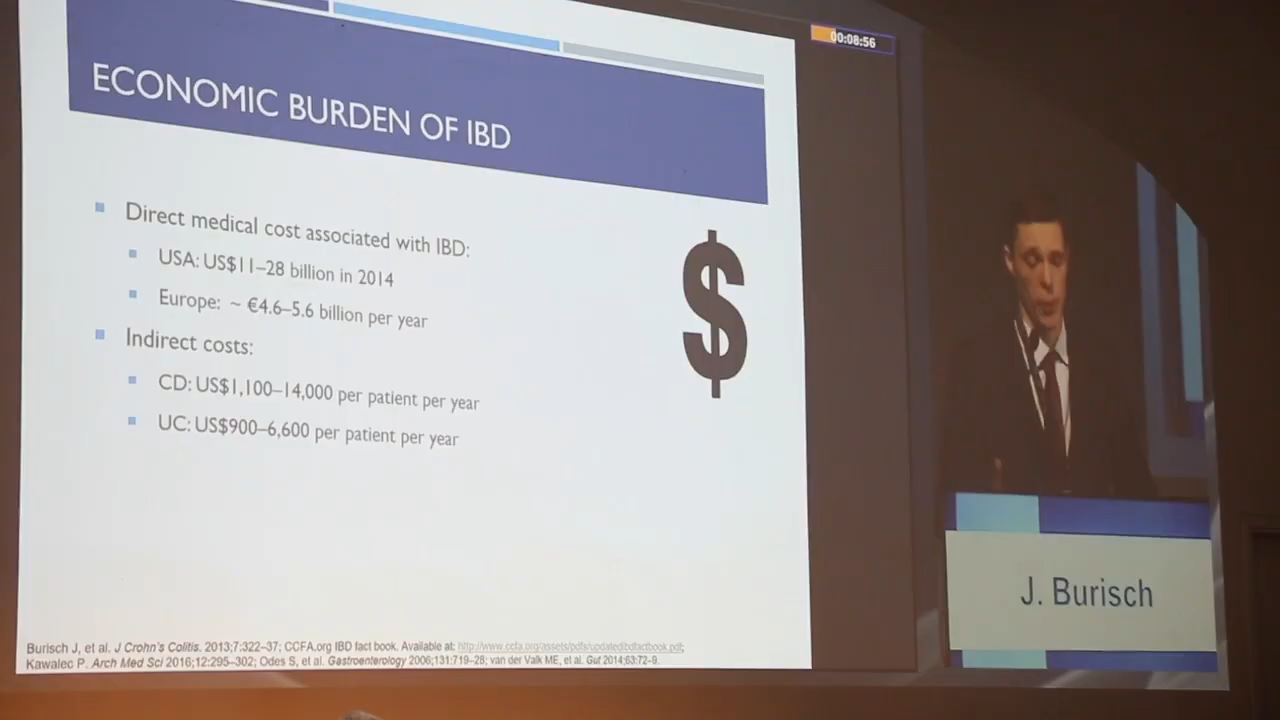 00:08:56
ECONOMIC BURDEN OF IBD
Direct medical cost associated with IBD:
USA: US$11–28 billion in 2014
Europe: ~ €4.6–5.6 billion per year
Indirect costs:
CD: US$1,100–14,000 per patient per year
UC: US$900–6,600 per patient per year
$
Burisch J, et al. J Crohn's Colitis. 2013;7:322–37; CCFA.org IBD fact book. Available at: http://www.ccfa.org/assets/pdfs/updatedibdfactbook.pdf;
Kawalec P. Arch Med Sci 2016;12:295–302; Odes S, et al. Gastroenterology 2006;131:719–28; van der Valk ME, et al. Gut 2014;63:72–9.
J. Burisch